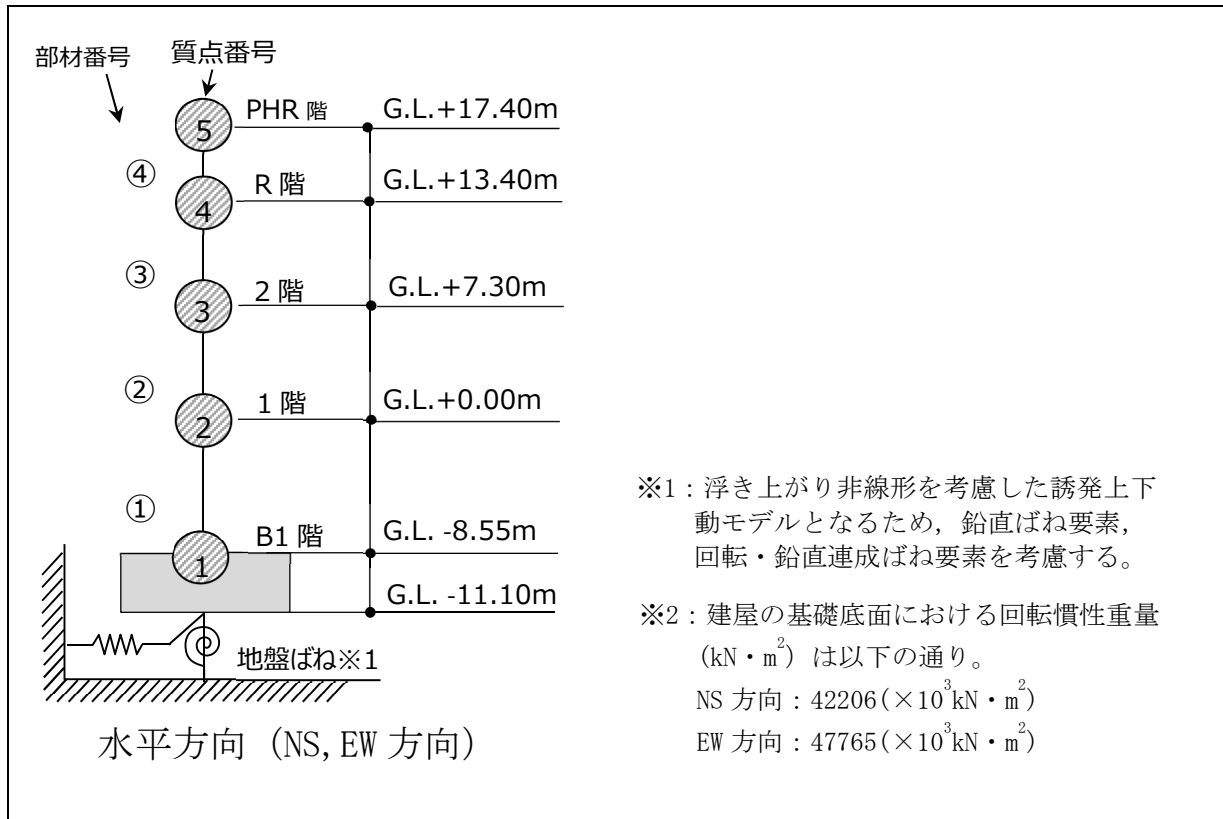 部材番号
質点番号
5
PHR 階
G.L.+17.40m
④
4
R 階
G.L.+13.40m
③
3
2 階
G.L.+7.30m
②
2
1 階
G.L.+0.00m
①
1
B1 階
G.L. -8.55m
G.L. -11.10m
地盤ばね※1
水平方向 (NS, EW 方向)
※1：浮き上がり非線形を考慮した誘発上下
動モデルとなるため，鉛直ばね要素，
回転・鉛直連成ばね要素を考慮する。
※2：建屋の基礎底面における回転慣性重量
(kN・m²) は以下の通り。
NS 方向：42206(×10³kN・m²)
EW 方向：47765(×10³kN・m²)